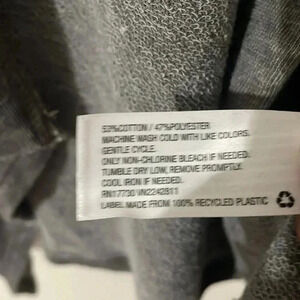 53%COTTON / 47%POLYESTER
MACHINE WASH COLD WITH LIKE COLORS.
GENTLE CYCLE.
ONLY NON-CHLORINE BLEACH IF NEEDED.
TUMBLE DRY LOW, REMOVE PROMPTLY.
COOL IRON IF NEEDED.
RN17730 VN2242811
LABEL MADE FROM 100% RECYCLED PLASTIC